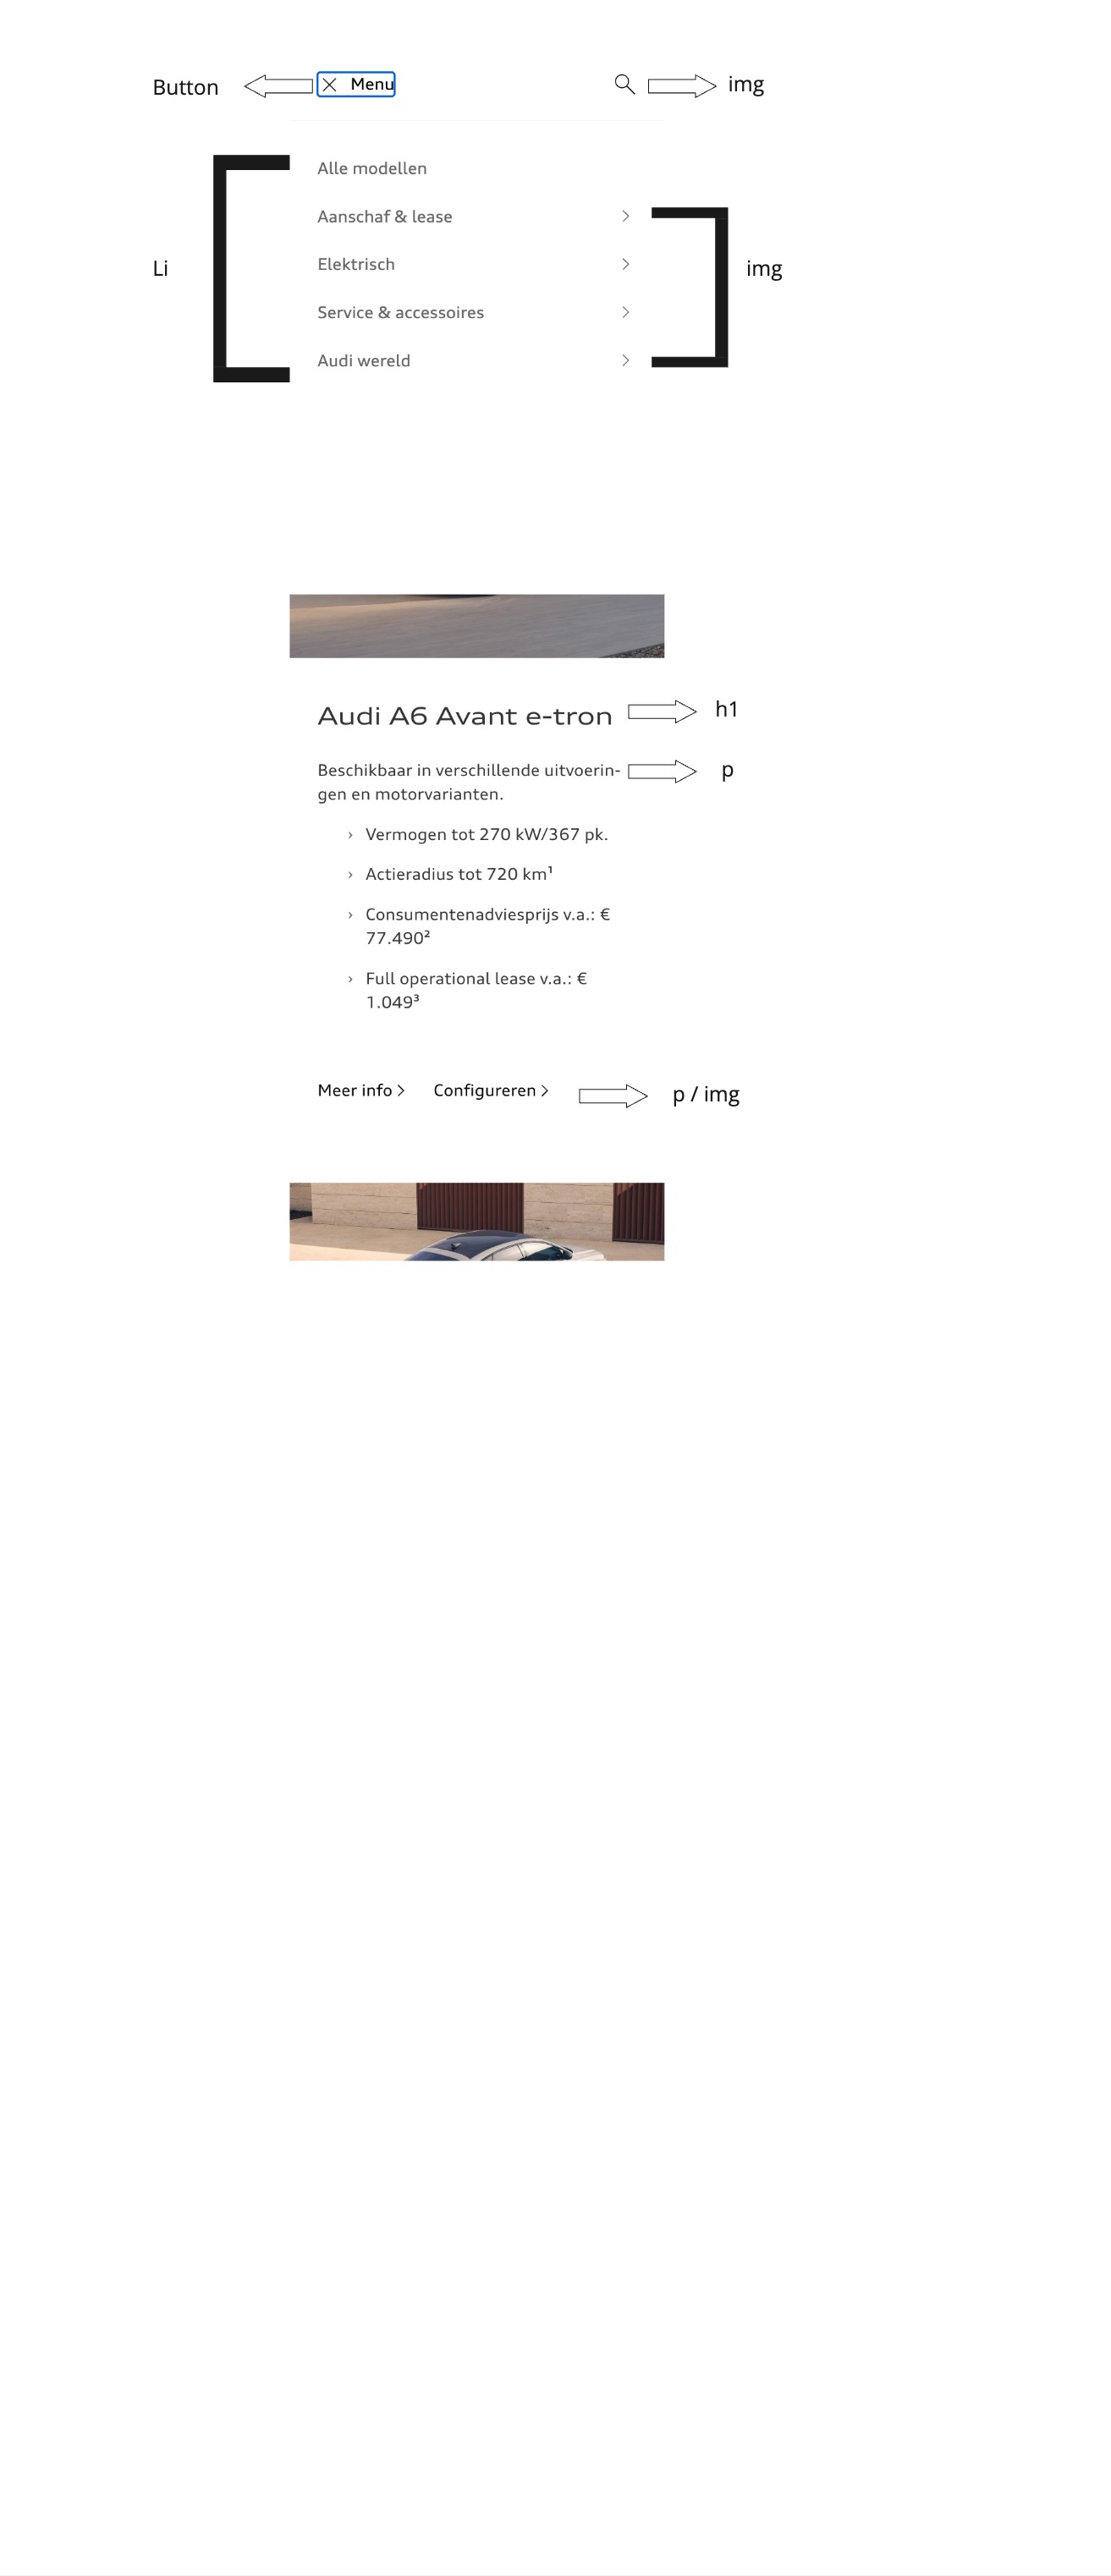 Button
Menu
img
Alle modellen
Aanschaf & lease
Elektrisch
Li
img
Service & accessoires
Audi wereld
Audi A6 Avant e-tron
h1
Beschikbaar in verschillende uitvoerin-
p
gen en motorvarianten.
› Vermogen tot 270 kW/367 pk.
› Actieradius tot 720 km¹
› Consumentenadviesprijs v.a.: €
77.490²
› Full operational lease v.a.: €
1.049³
Meer info
Configureren
p / img